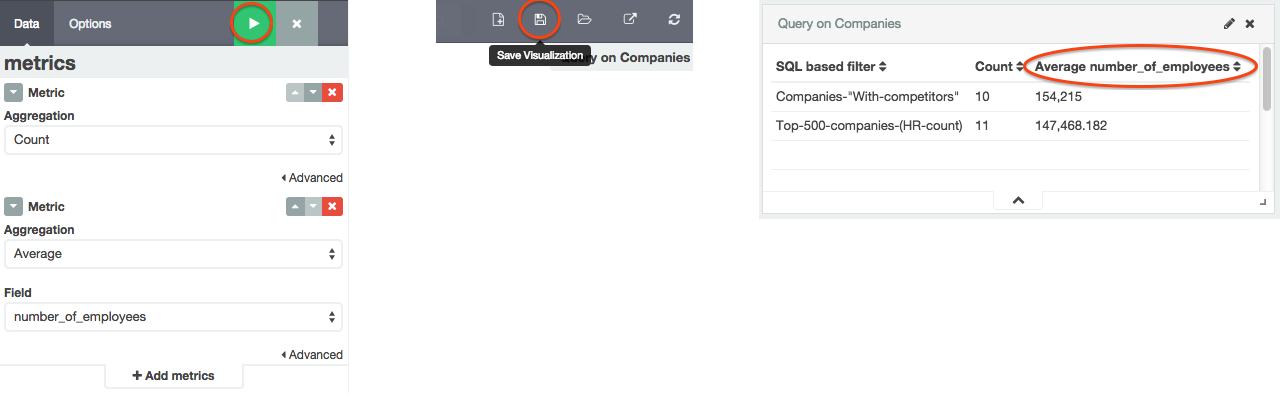 Data Options
metrics
Metric
Aggregation
Count
Advanced
Metric
Aggregation
Average
Field
number_of_employees
Advanced
Add metrics
Save Visualization
y on Companies
Query on Companies
SQL based filter Count Average number_of_employees
Companies-"With-competitors" 10 154,215
Top-500-companies-(HR-count) 11 147,468.182